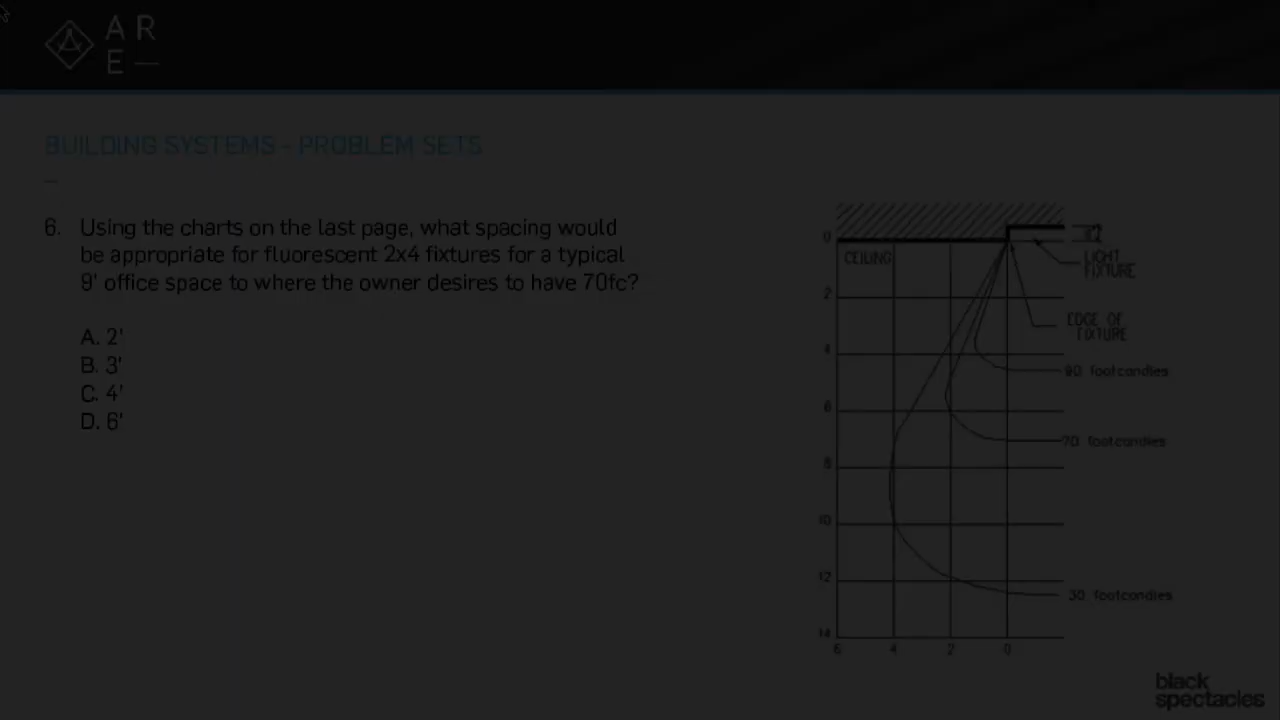 A R
E —
BUILDING SYSTEMS - PROBLEM SETS
6. Using the charts on the last page, what spacing would
be appropriate for fluorescent 2x4 fixtures for a typical
9' office space to where the owner desires to have 70fc?
A. 2'
B. 3'
C. 4'
D. 6'
0
CEILING
LIGHT
FIXTURE
2
EDGE OF
FIXTURE
4
90 footcandles
6
70 footcandles
8
10
12
30 footcandles
14
6 4 2 0
black
spectacles